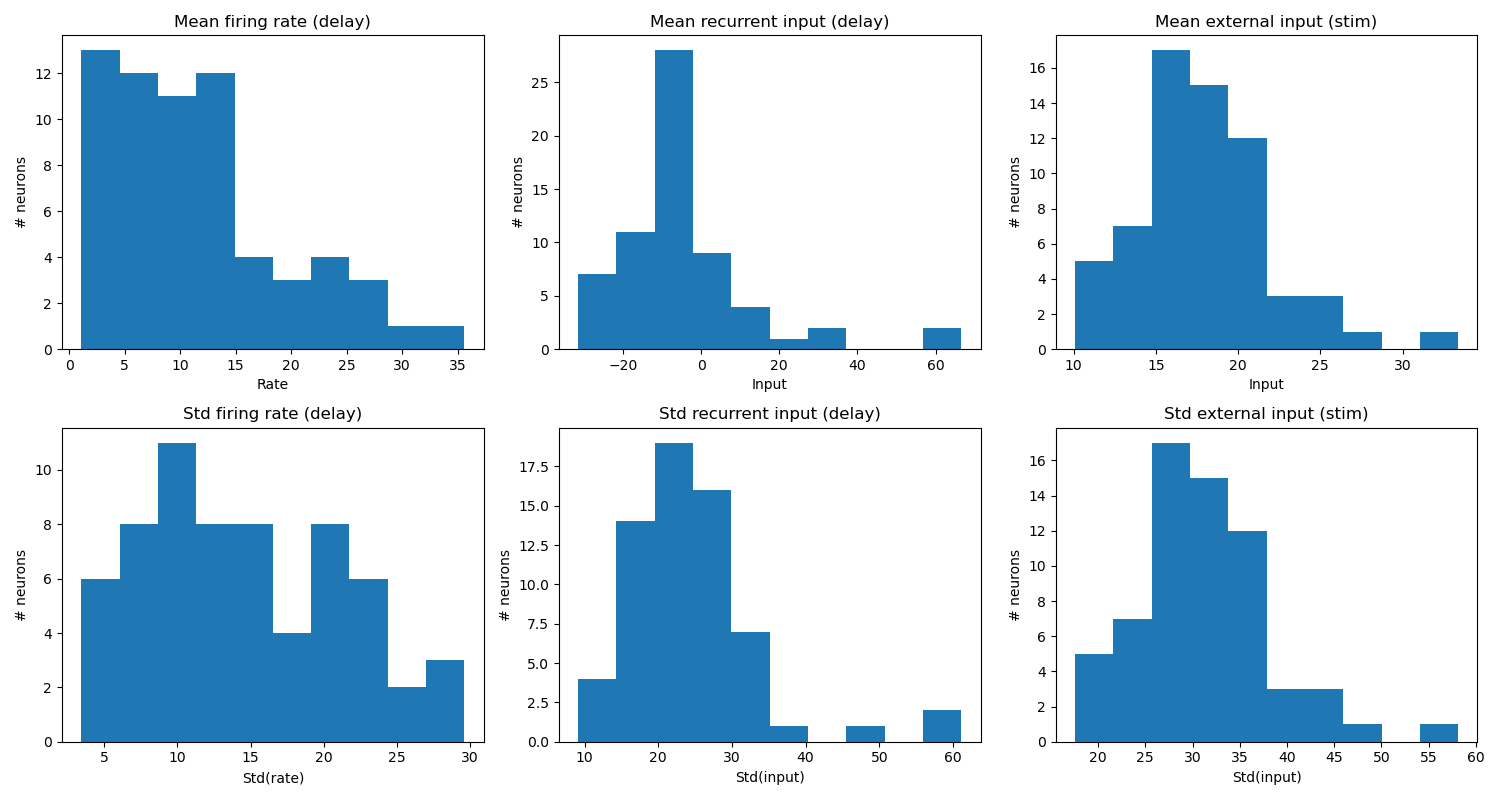 Mean firing rate (delay)
# neurons
12
10
8
6
4
2
0
0 5 10 15 20 25 30 35
Rate
Mean recurrent input (delay)
# neurons
25
20
15
10
5
0
−20 0 20 40 60
Input
Mean external input (stim)
# neurons
16
14
12
10
8
6
4
2
0
10 15 20 25 30
Input
Std firing rate (delay)
# neurons
10
8
6
4
2
0
5 10 15 20 25 30
Std(rate)
Std recurrent input (delay)
# neurons
17.5
15.0
12.5
10.0
7.5
5.0
2.5
0.0
10 20 30 40 50 60
Std(input)
Std external input (stim)
# neurons
16
14
12
10
8
6
4
2
0
20 25 30 35 40 45 50 55 60
Std(input)